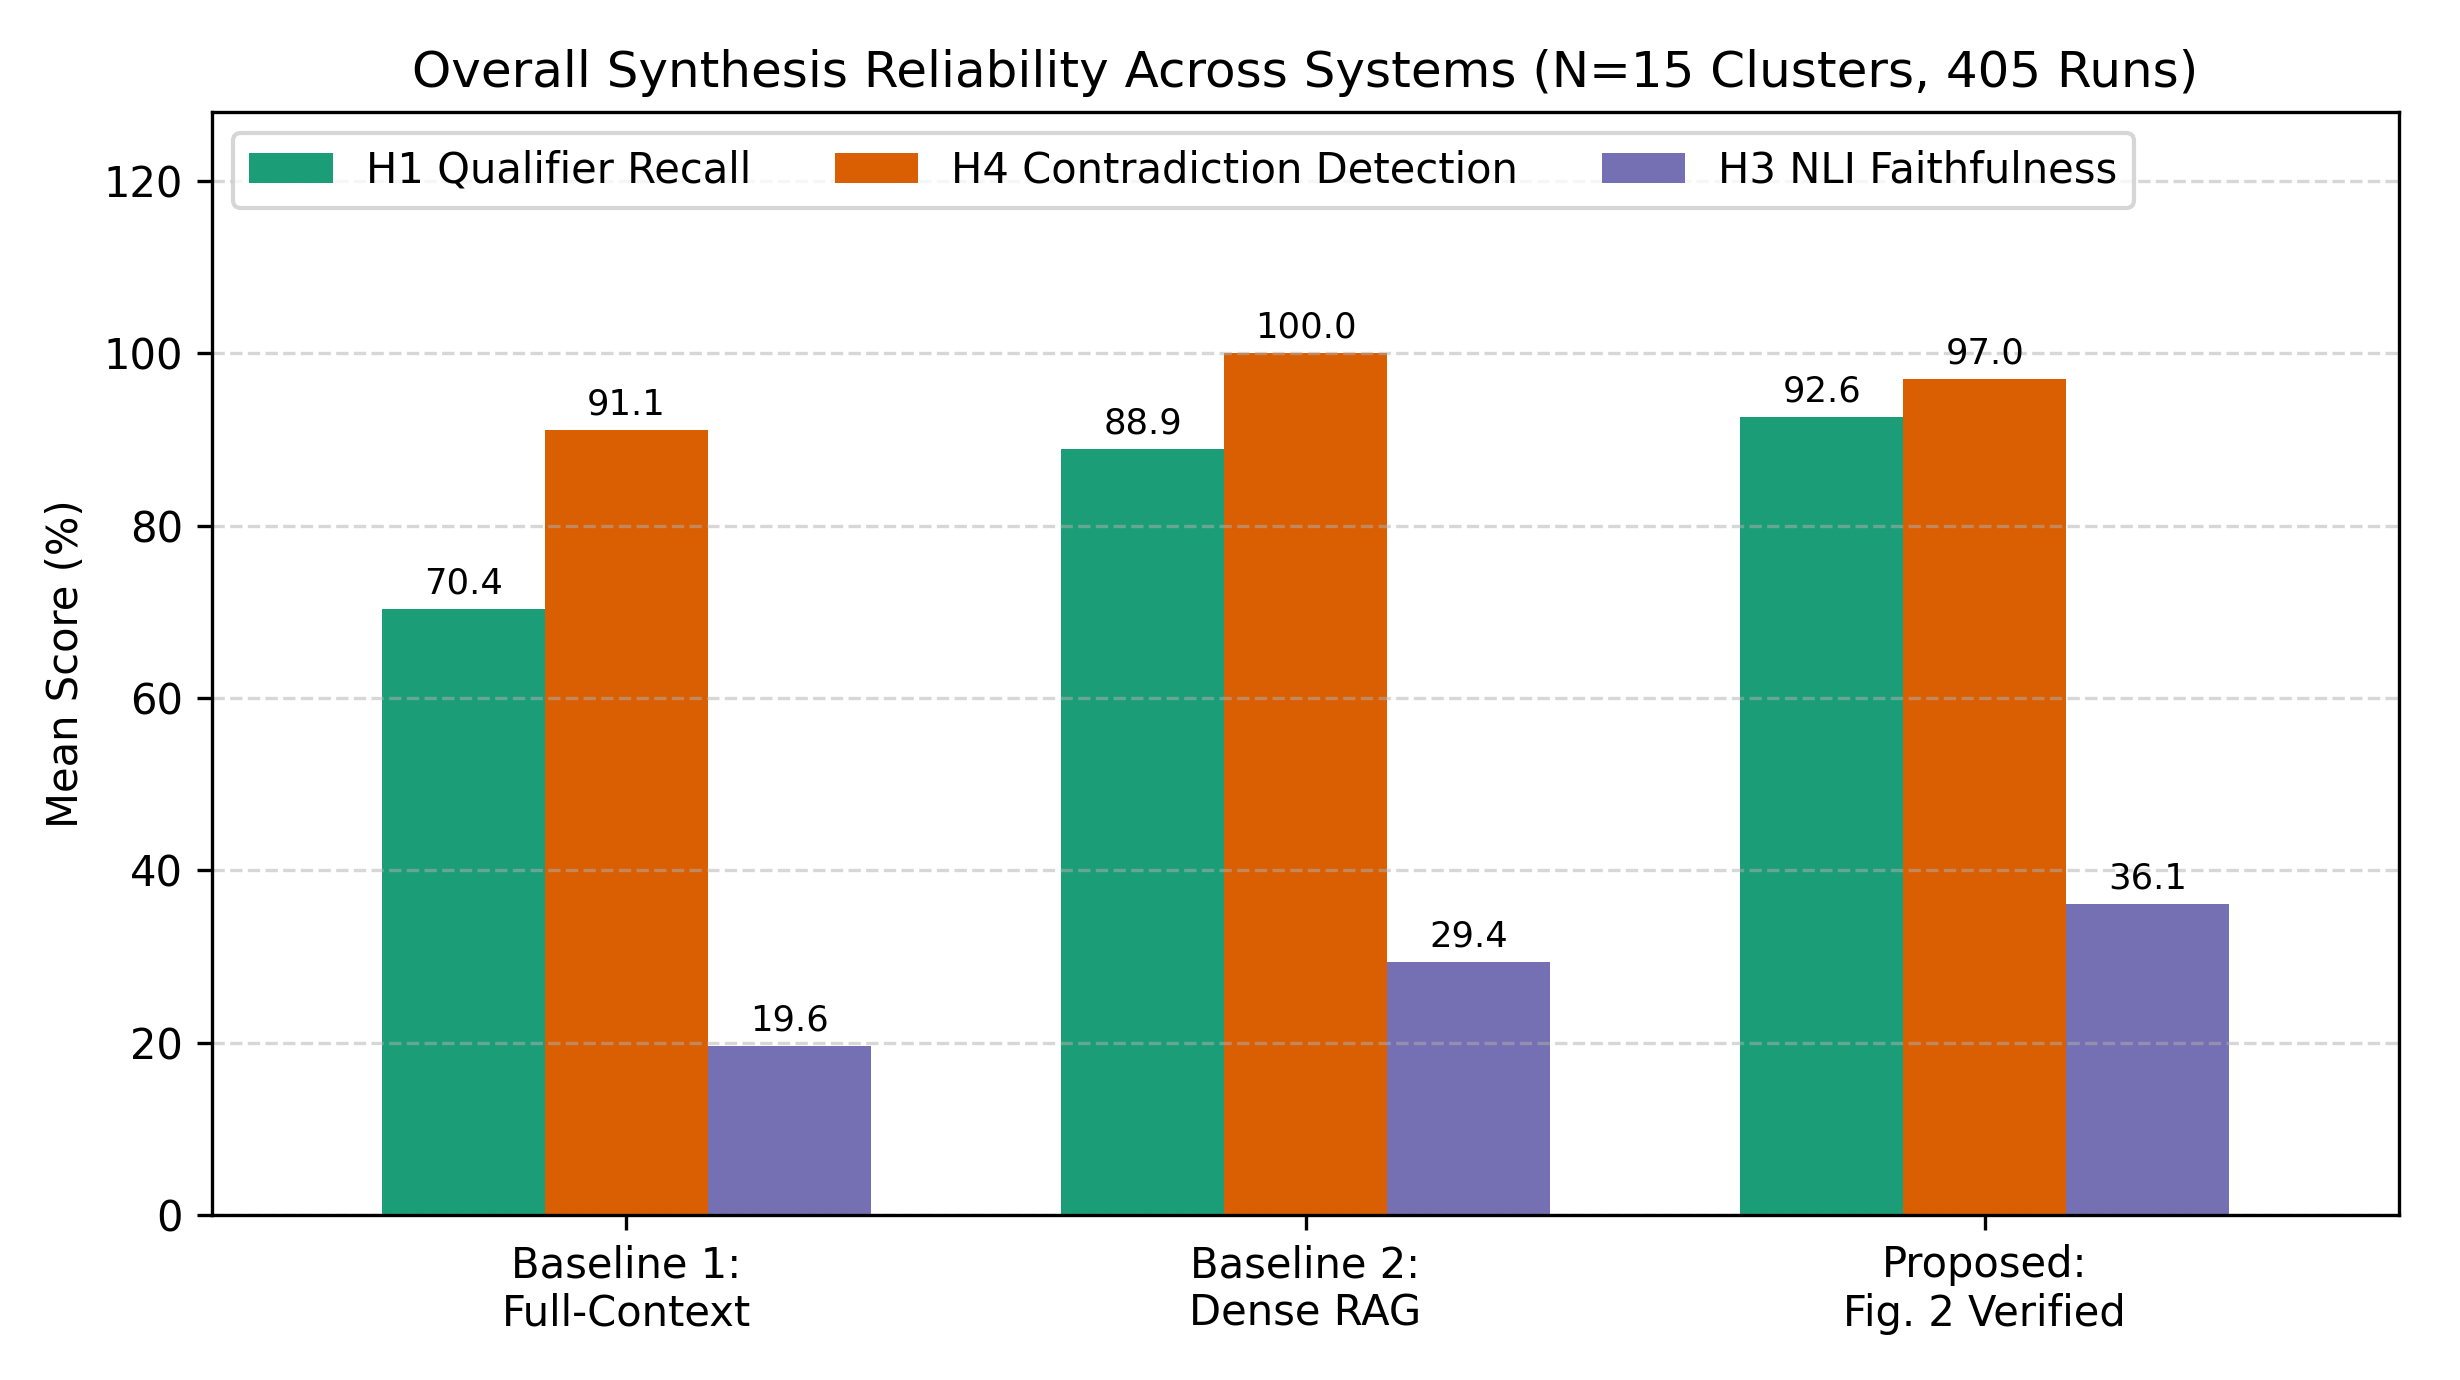 Overall Synthesis Reliability Across Systems (N=15 Clusters, 405 Runs)
H1 Qualifier Recall
H4 Contradiction Detection
H3 NLI Faithfulness
Mean Score (%)
120
100
80
60
40
20
0
70.4
91.1
19.6
88.9
100.0
29.4
92.6
97.0
36.1
Baseline 1:
Full-Context
Baseline 2:
Dense RAG
Proposed:
Fig. 2 Verified